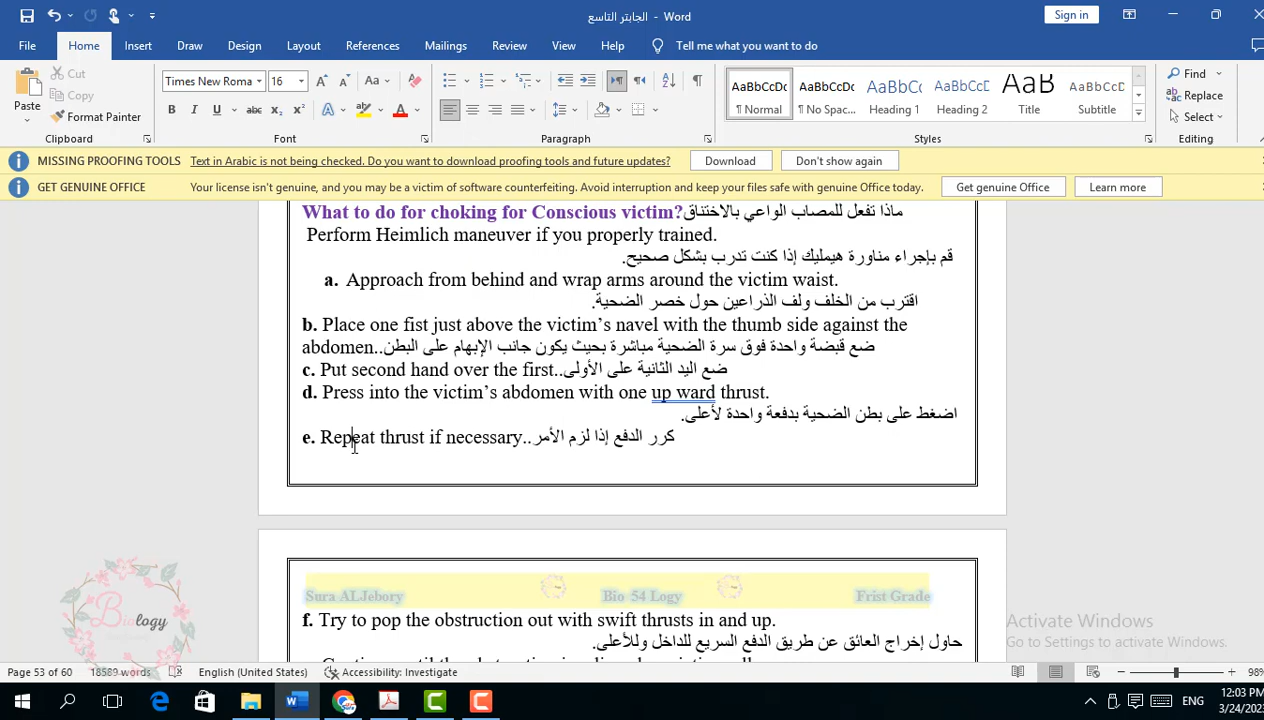 الجابتر التاسع - Word
Sign in
File Home Insert Draw Design Layout References Mailings Review View Help Tell me what you want to do
Paste
Cut
Copy
Format Painter
Clipboard
Times New Roma 16
Font
Paragraph
AaBbCcDc AaBbCcDc AaBbCc AaBbCcD AaB AaBbCcD
¶ Normal ¶ No Spac... Heading 1 Heading 2 Title Subtitle
Styles
Find
Replace
Select
Editing
MISSING PROOFING TOOLS Text in Arabic is not being checked. Do you want to download proofing tools and future updates? Download Don't show again
GET GENUINE OFFICE Your license isn't genuine, and you may be a victim of software counterfeiting. Avoid interruption and keep your files safe with genuine Office today. Get genuine Office Learn more
What to do for choking for Conscious victim?ماذا تفعل للمصاب الواعي بالاختناق
Perform Heimlich maneuver if you properly trained.
قم بإجراء مناورة هيمليك إذا كنت تدرب بشكل صحيح.
a. Approach from behind and wrap arms around the victim waist.
اقترب من الخلف ولف الذراعين حول خصر الضحية.
b. Place one fist just above the victim’s navel with the thumb side against the
abdomen..ضع قبضة واحدة فوق سرة الضحية مباشرة بحيث يكون جانب الإبهام على البطن
c. Put second hand over the first..ضع اليد الثانية على الأولى
d. Press into the victim’s abdomen with one up ward thrust.
اضغط على بطن الضحية بدفعة واحدة لأعلى.
e. Repeat thrust if necessary..كرر الدفع إذا لزم الأمر
Sura ALJebory Bio 54 Logy Frist Grade
f. Try to pop the obstruction out with swift thrusts in and up.
حاول إخراج العائق عن طريق الدفع السريع للداخل وللأعلى.
Biology
Activate Windows
Go to Settings to activate Windows.
Page 53 of 60 18589 words English (United States) Accessibility: Investigate 98%
ENG
12:03 PM
3/24/202